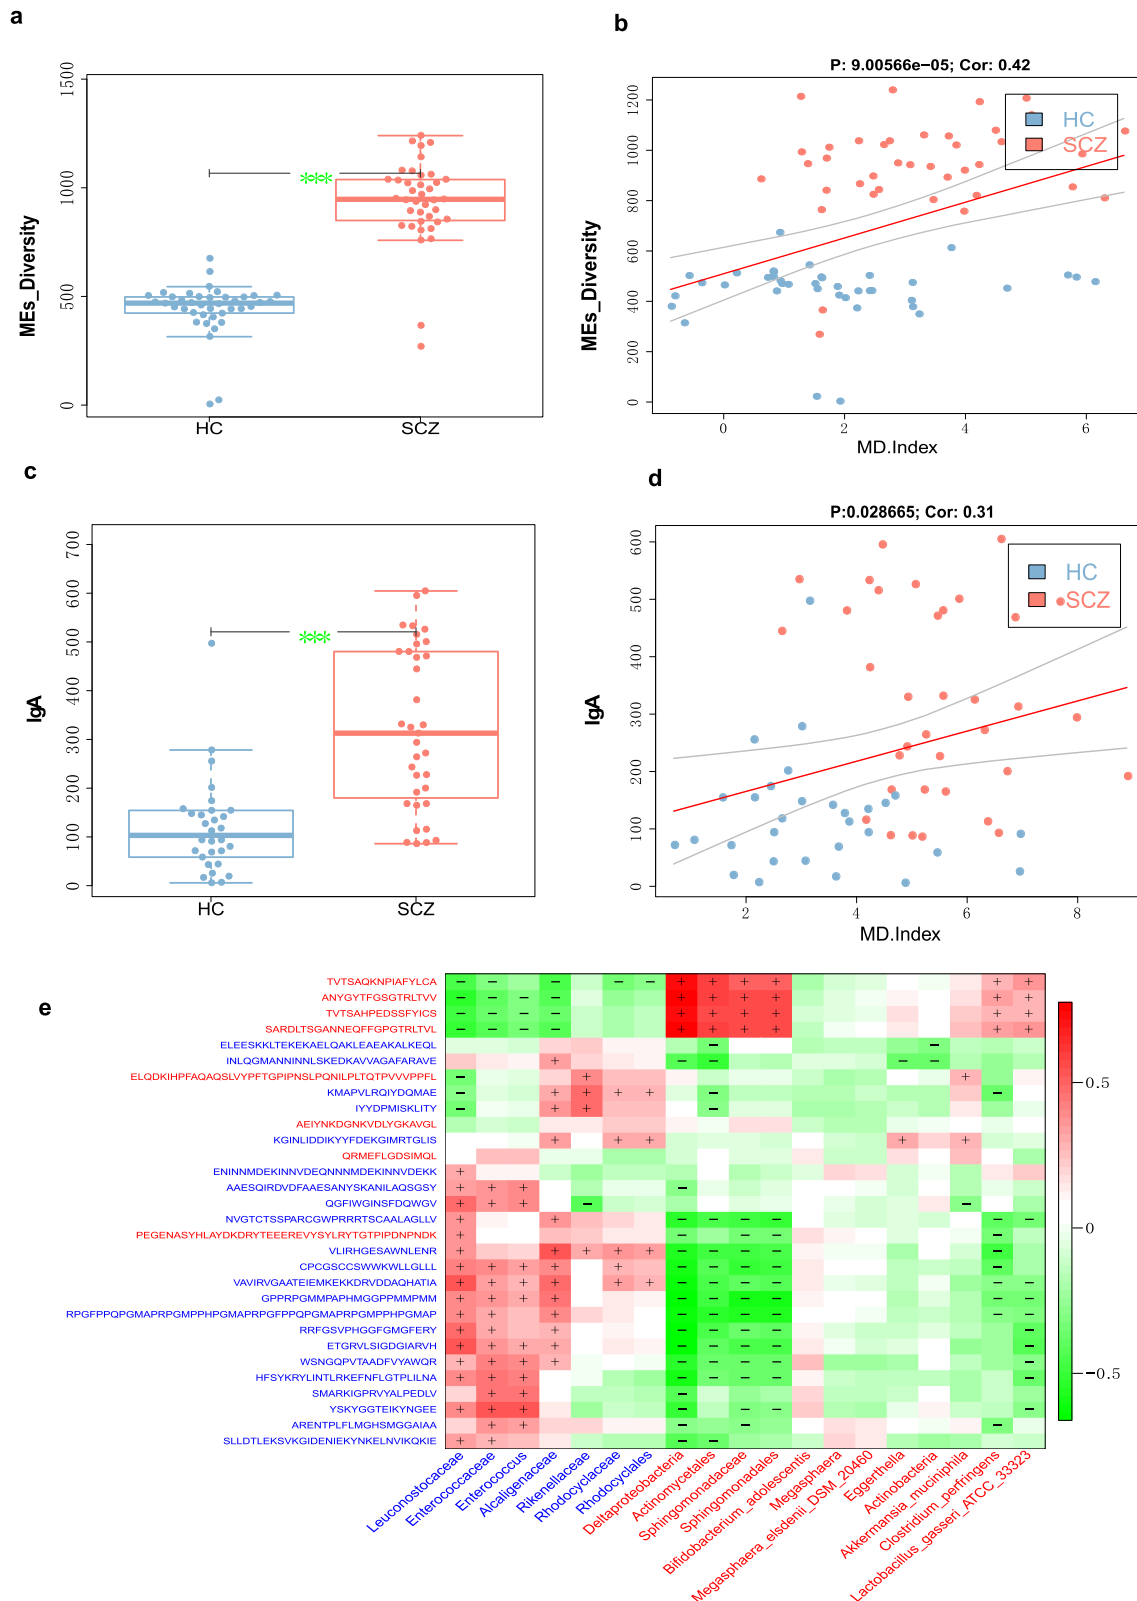 a
MEs_Diversity
0
500
1000
1500
***
HC
SCZ
b
P: 9.00566e−05; Cor: 0.42
MEs_Diversity
0
200
400
600
800
1000
1200
HC
SCZ
0
2
4
6
MD.Index
c
IgA
0
100
200
300
400
500
600
700
***
HC
SCZ
d
P:0.028665; Cor: 0.31
IgA
0
100
200
300
400
500
600
HC
SCZ
2
4
6
8
MD.Index
e
TVTSAQKNPIAFYLCA
ANYGYTFGSGTRLTVV
TVTSAHPEDSSFYICS
SARDLTSGANNEQFFGPGTRLTVL
ELEESKKLTEKEKAELQAKLEAEAKALKEQL
INLQGMANNINNLSKEDKAVVAGAFARAVE
ELQDKIHPFAQAQSLVYPFTGPIPNSLPQNILPLTQTPVVVPPFL
KMAPVLRQIYDQMAE
IYYDPMISKLITY
AEIYNKDGNKVDLYGKAVGL
KGINLIDDIKYYFDEKGIMRTGLIS
QRMEFLGDSIMQL
ENINNMDEKINNVDEQNNNMDEKINNVDEKK
AAESQIRDVDFAAESANYSKANILAQSGSY
QGFIWGINSFDQWGV
NVGTCTSSPARCGWPRRRTSCAALAGLLV
PEGENASYHLAYDKDRYTEEEREVYSYLRYTGTPIPDNPNDK
VLIRHGESAWNLENR
CPCGSCCSWWKWLLGLLL
VAVIRVGAATEIEMKEKKDRVDDAQHATIA
GPPRPGMMPAPHMGGPPMMPMM
RPGFPPQPGMAPRPGMPPHPGMAPRPGFPPQPGMAPRPGMPPHPGMAP
RRFGSVPHGGFGMGFERY
ETGRVLSIGDGIARVH
WSNGQPVTAADFVYAWQR
HFSYKRYLINTLRKEFNFLGTPLILNA
SMARKIGPRVYALPEDLV
YSKYGGTEIKYNGEE
ARENTPLFLMGHSMGGAIAA
SLLDTLEKSVKGIDENIEKYNKELNVIKQKIE
Leuconostocaceae
Enterococcaceae
Enterococcus
Alcaligenaceae
Rikenellaceae
Rhodocyclaceae
Rhodocyclales
Deltaproteobacteria
Actinomycetales
Sphingomonadaceae
Sphingomonadales
Bifidobacterium_adolescentis
Megasphaera
Megasphaera_elsdenii_DSM_20460
Eggerthella
Actinobacteria
Akkermansia_muciniphila
Clostridium_perfringens
Lactobacillus_gasseri_ATCC_33323
0.5
0
−0.5